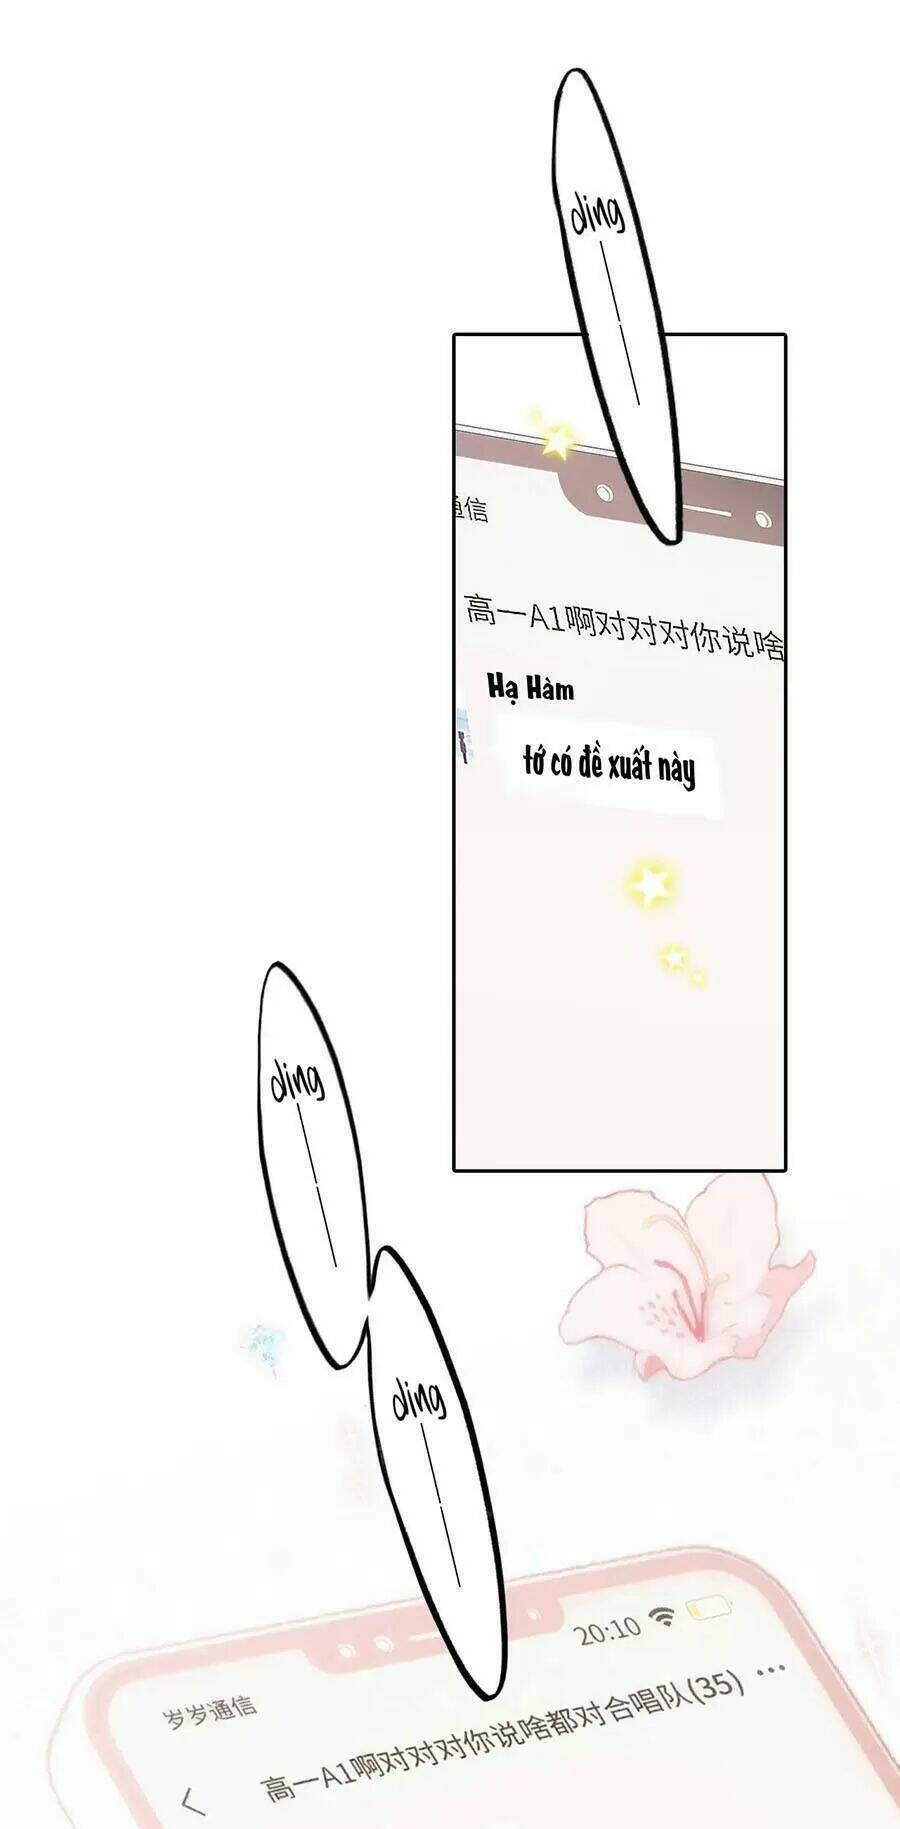 ding
通信
高一A1啊对对对你说啥
Hạ Hàm
tớ có đề xuất này
ding
ding
20:10
岁岁通信
高一A1啊对对对你说啥都对合唱队(35) ...
<